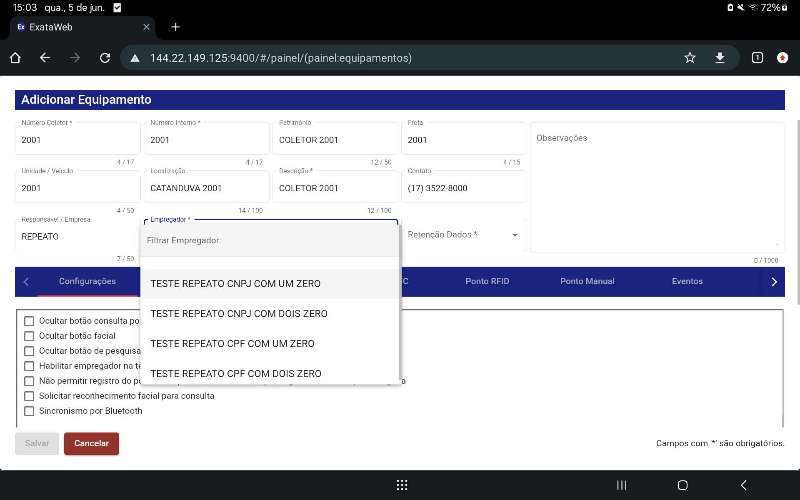 15:03 qua., 5 de jun. 72%
Ex ExataWeb
144.22.149.125:9400/#/painel/(painel:equipamentos) 1
Adicionar Equipamento
Número Coletor * Número Interno * Patrimônio Frota
2001 2001 COLETOR 2001 2001 Observações
4 / 17 4 / 17 12 / 50 4 / 15
Unidade / Veículo Localização Descrição * Contato
2001 CATANDUVA 2001 COLETOR 2001 (17) 3522-8000
4 / 50 14 / 100 12 / 100
Responsável / Empresa Empregador *
REPEATO Filtrar Empregador: Retenção Dados *
7 / 50 0 / 1000
Configurações C Ponto RFID Ponto Manual Eventos
TESTE REPEATO CNPJ COM UM ZERO
TESTE REPEATO CNPJ COM DOIS ZERO
TESTE REPEATO CPF COM UM ZERO
TESTE REPEATO CPF COM DOIS ZERO
Ocultar botão consulta po
Ocultar botão facial
Ocultar botão de pesquisa
Habilitar empregador na te
Não permitir registro do po
Solicitar reconhecimento facial para consulta
Sincronismo por Bluetooth
Salvar Cancelar Campos com '*' são obrigatórios.